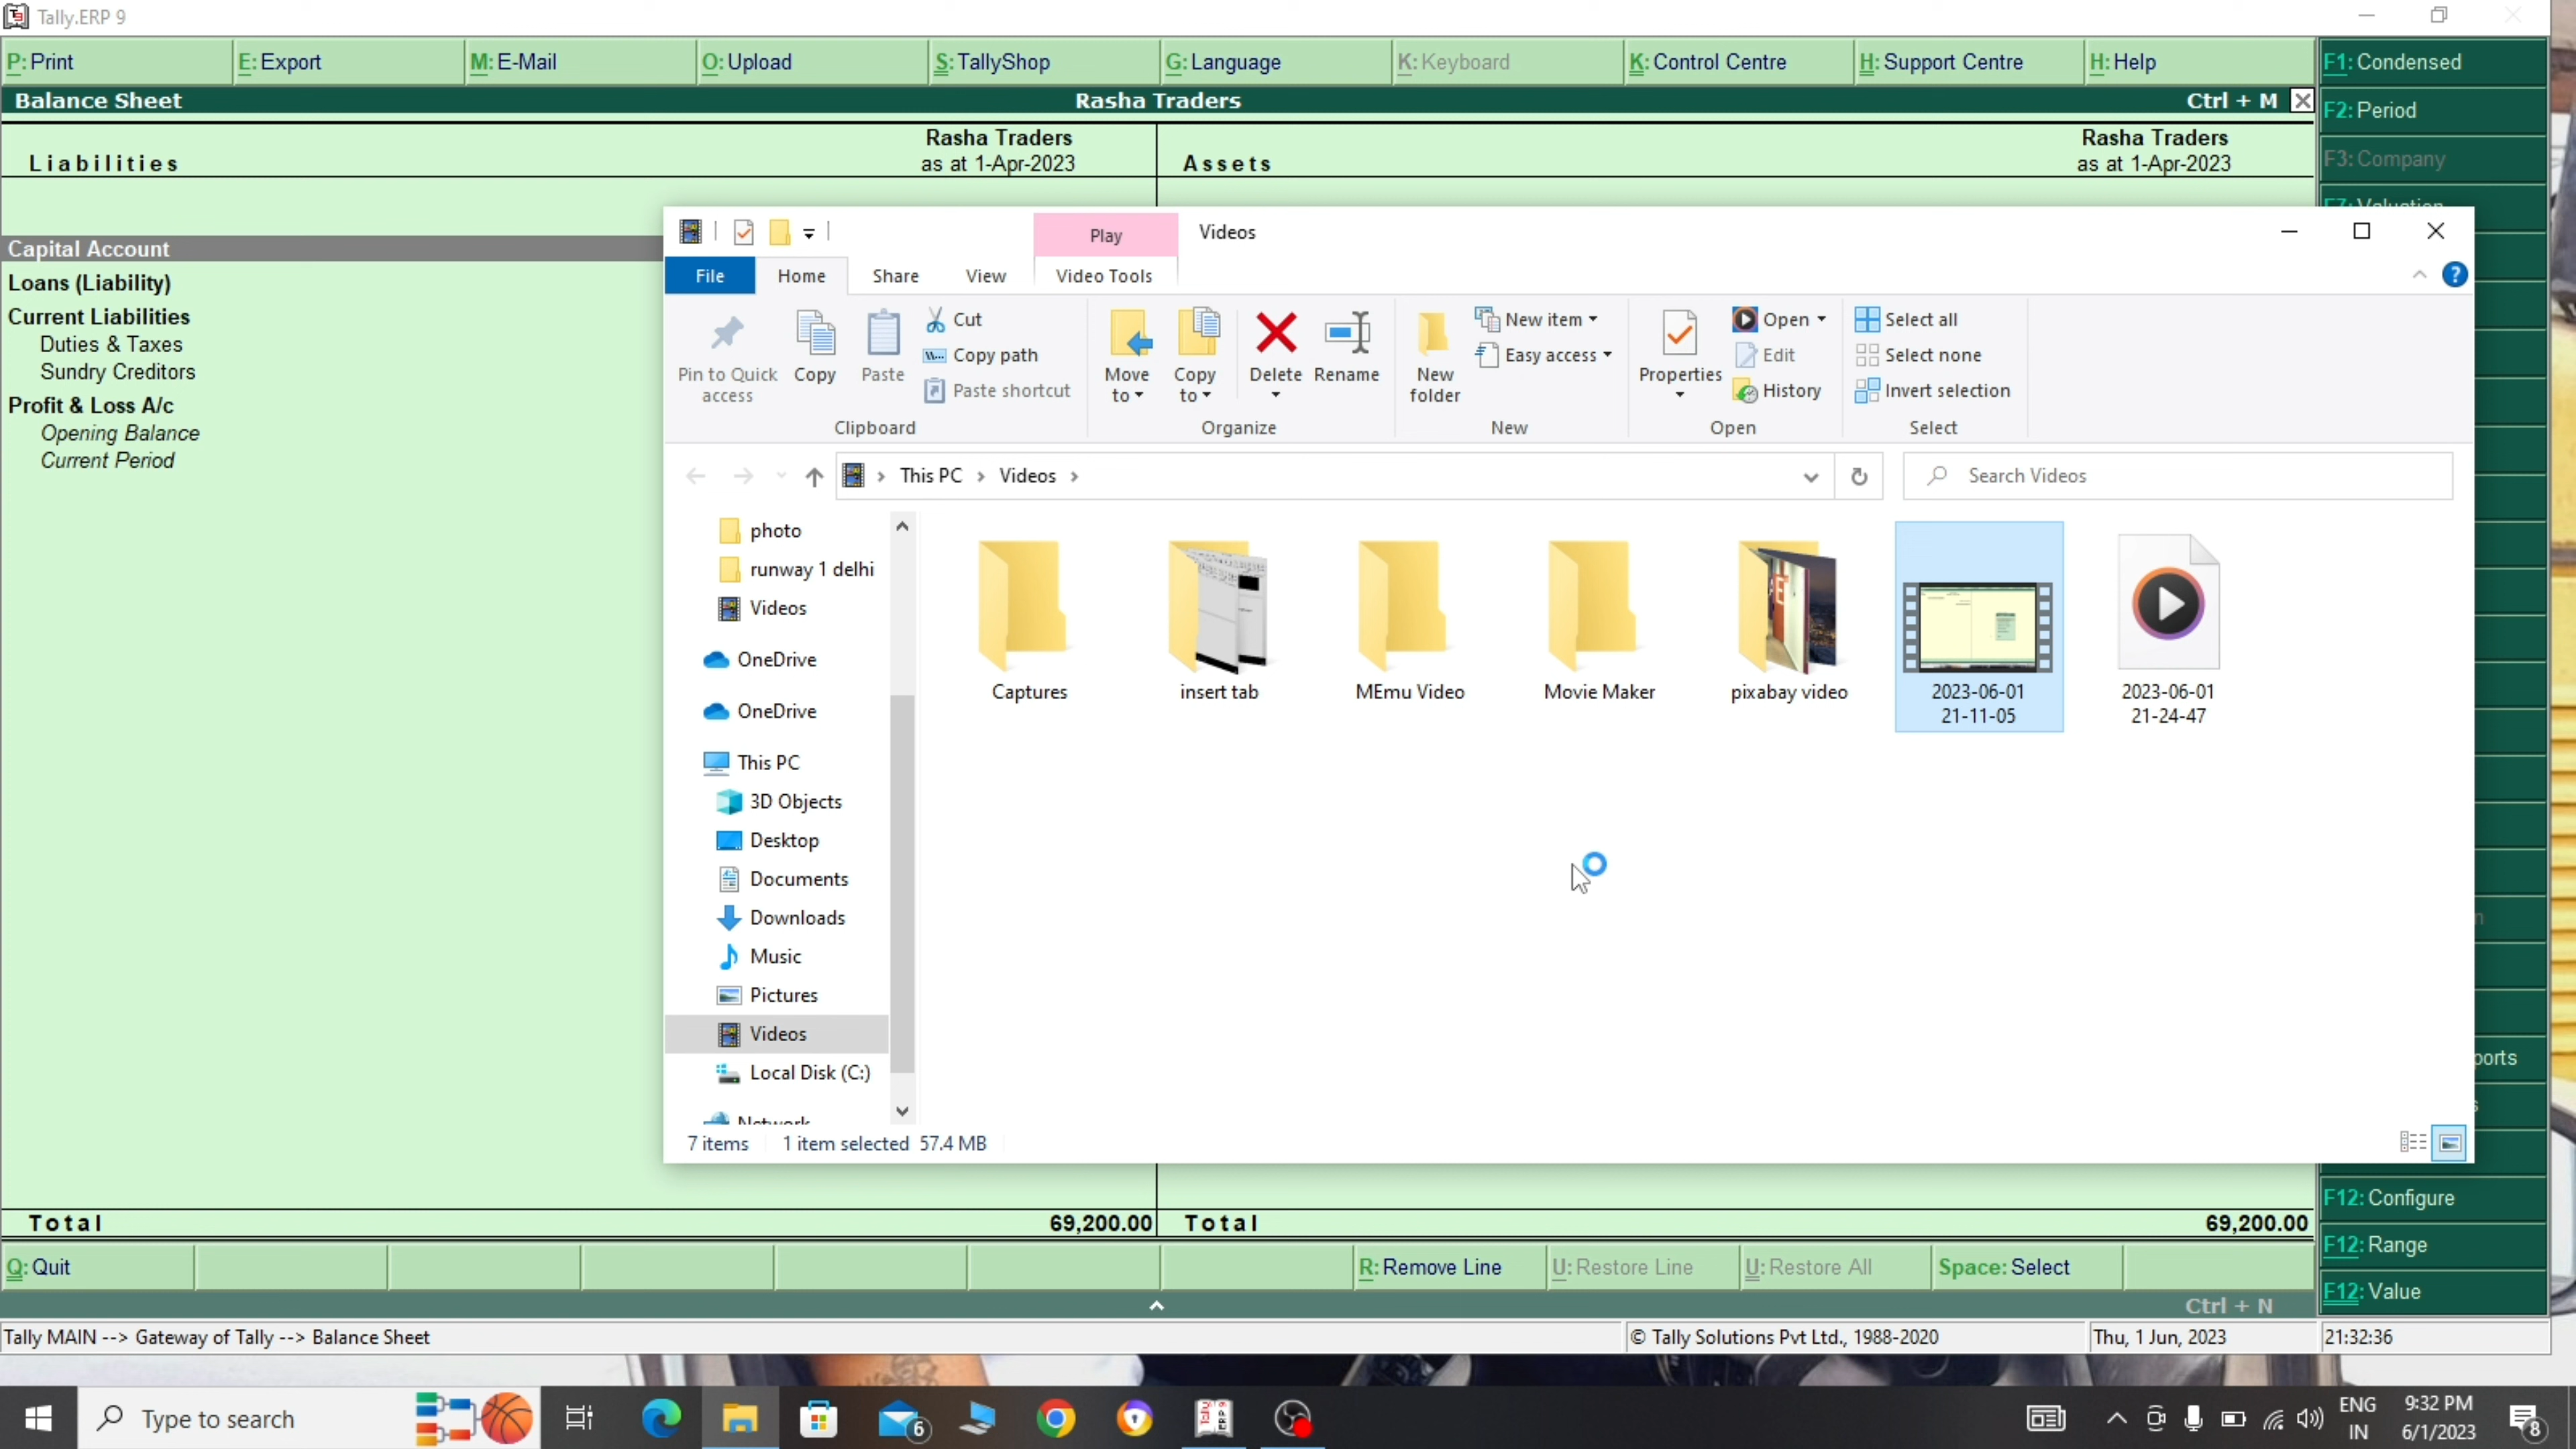 Tally.ERP 9
P: Print E: Export M: E-Mail O: Upload S: TallyShop G: Language K: Keyboard K: Control Centre H: Support Centre H: Help
F1: Condensed
F2: Period
F3: Company
F7: Valuation
Balance Sheet Rasha Traders Ctrl + M
Liabilities Rasha Traders as at 1-Apr-2023
Assets Rasha Traders as at 1-Apr-2023
Capital Account
Loans (Liability)
Current Liabilities
Duties & Taxes
Sundry Creditors
Profit & Loss A/c
Opening Balance
Current Period
Play Videos
File Home Share View Video Tools
Pin to Quick access
Copy
Paste
Cut
Copy path
Paste shortcut
Clipboard
Move to
Copy to
Delete
Rename
Organize
New folder
New item
Easy access
New
Properties
Open
Edit
History
Open
Select all
Select none
Invert selection
Select
This PC > Videos >
Search Videos
photo
runway 1 delhi
Videos
OneDrive
OneDrive
This PC
3D Objects
Desktop
Documents
Downloads
Music
Pictures
Videos
Local Disk (C:)
Network
Captures
insert tab
MEmu Video
Movie Maker
pixabay video
2023-06-01 21-11-05
2023-06-01 21-24-47
7 items 1 item selected 57.4 MB
Total 69,200.00 Total 69,200.00
F12: Configure
F12: Range
F12: Value
Q: Quit R: Remove Line U: Restore Line U: Restore All Space: Select
Ctrl + N
Tally MAIN --> Gateway of Tally --> Balance Sheet
© Tally Solutions Pvt Ltd., 1988-2020
Thu, 1 Jun, 2023
21:32:36
Type to search
6
ENG
IN
9:32 PM
6/1/2023
8